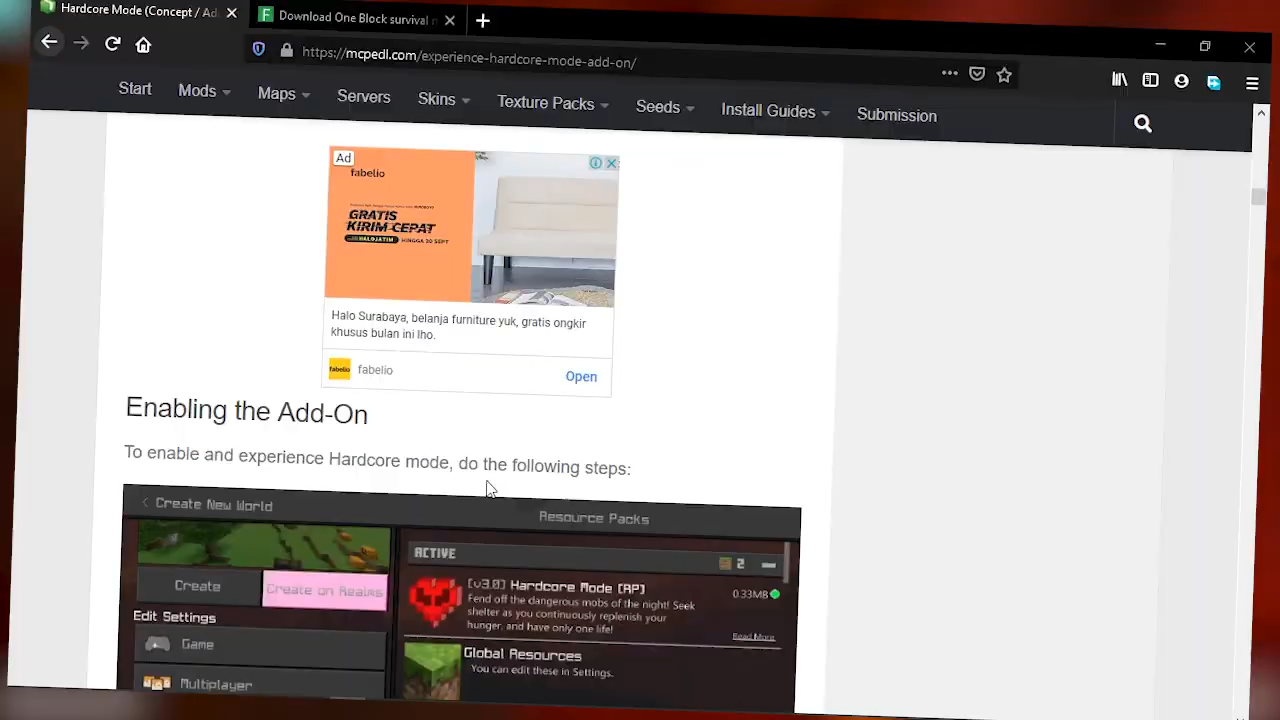 Hardcore Mode (Concept / Ad
Download One Block survival
https://mcpedl.com/experience-hardcore-mode-add-on/
Start Mods Maps Servers Skins Texture Packs Seeds Install Guides Submission
Ad
fabelio
GRATIS
KIRIM CEPAT
HINGGA 30 SEPT
Halo Surabaya, belanja furniture yuk, gratis ongkir
khusus bulan ini lho.
fabelio
fabelio
Open
Enabling the Add-On
To enable and experience Hardcore mode, do the following steps:
Create New World
Resource Packs
Create
Create on Realms
Edit Settings
Game
Multiplayer
ACTIVE
2
[v3.0] Hardcore Mode [RP]
0.33MB
Fend off the dangerous mobs of the night! Seek
shelter as you continuously replenish your
hunger, and have only one life!
Read More
Global Resources
You can edit these in Settings.